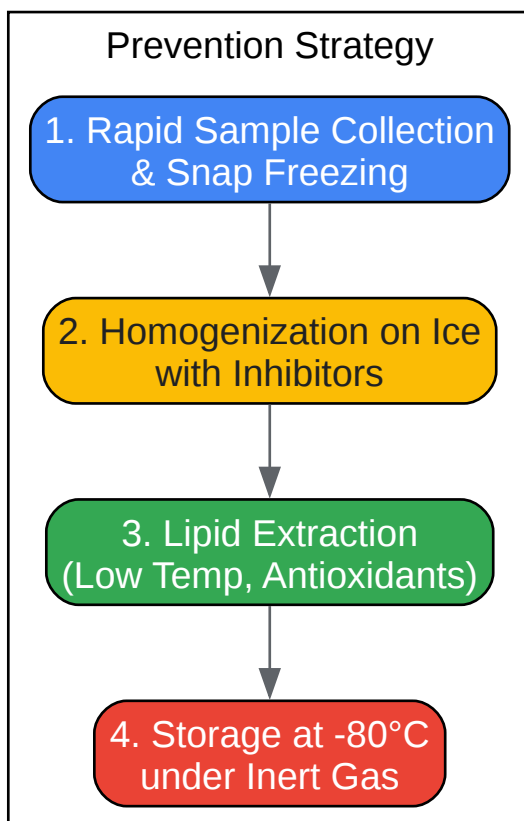 Prevention Strategy
1. Rapid Sample Collection
& Snap Freezing
2. Homogenization on Ice
with Inhibitors
3. Lipid Extraction
(Low Temp, Antioxidants)
4. Storage at -80°C
under Inert Gas